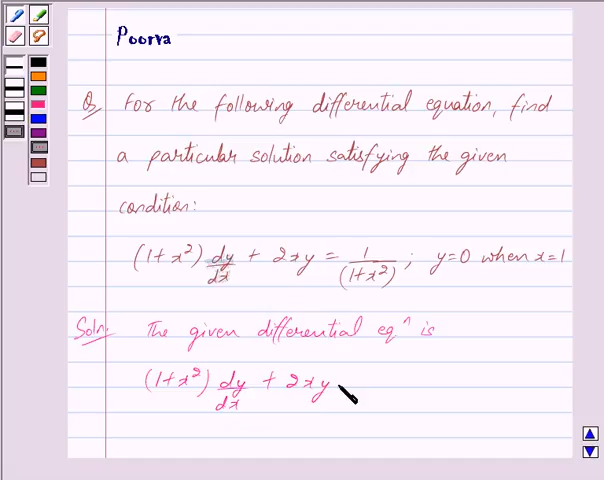 Poorva
Q For the following differential equation, find
a particular solution satisfying the given
condition:
(1+x²) dy/dx + 2xy = 1/(1+x²) ; y=0 when x=1
Soln: The given differential eqⁿ is
(1+x²) dy/dx + 2xy